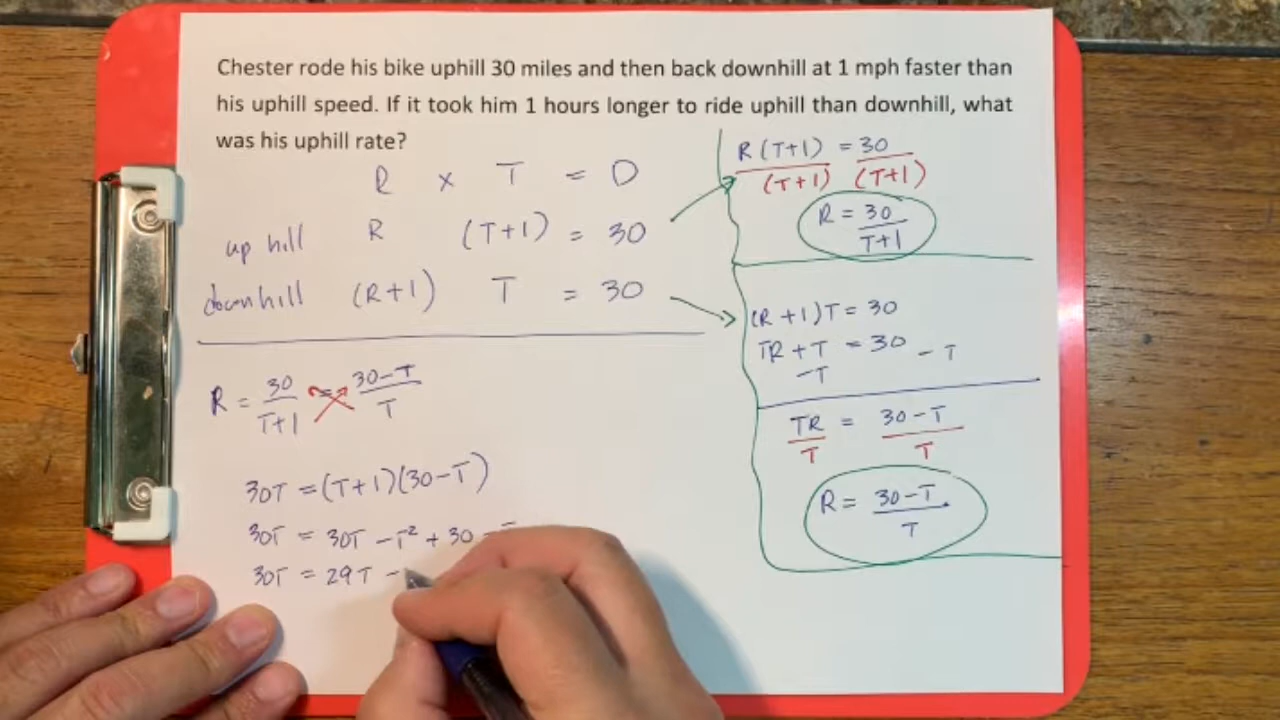 Chester rode his bike uphill 30 miles and then back downhill at 1 mph faster than
his uphill speed. If it took him 1 hours longer to ride uphill than downhill, what
was his uphill rate?
R × T = D
up hill R (T+1) = 30
downhill (R+1) T = 30
R = 30/T+1 = 30-T/T
30T = (T+1)(30-T)
30T = 30T - T² + 30 - T
30T = 29T -
R(T+1) = 30
(T+1) (T+1)
R = 30/T+1
(R+1)T = 30
TR + T = 30 - T
-T
TR/T = 30-T/T
R = 30-T/T